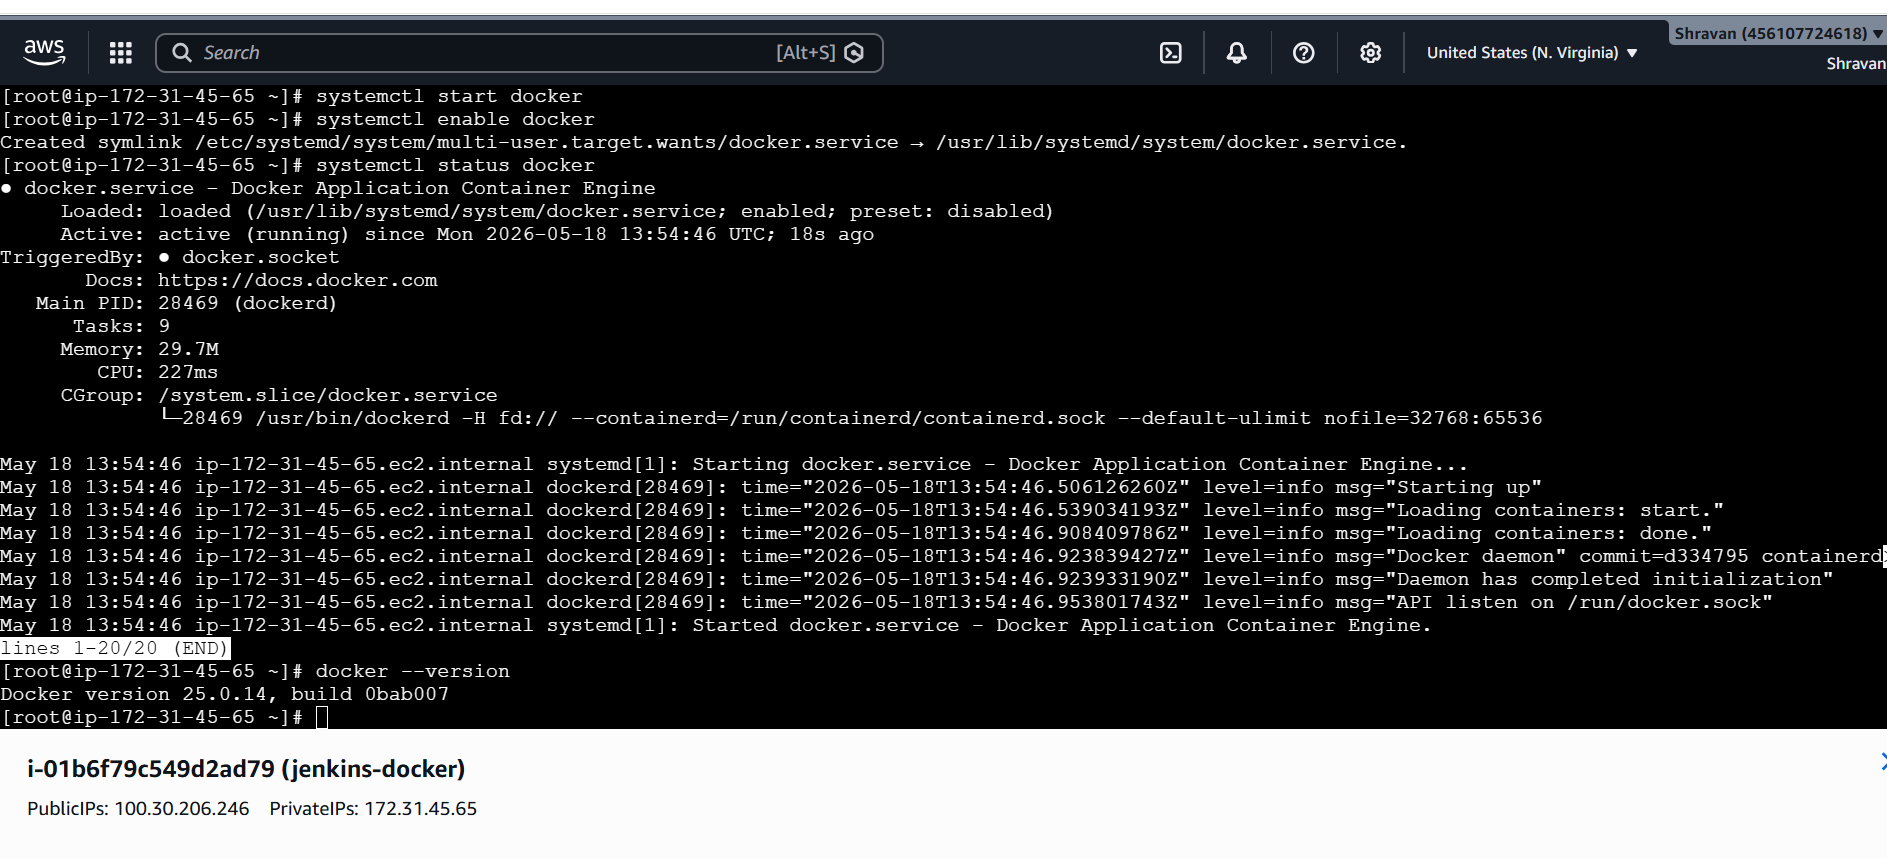 aws
Search [Alt+S]
United States (N. Virginia) ▼
Shravan (456107724618) ▼
Shravan
[root@ip-172-31-45-65 ~]# systemctl start docker
[root@ip-172-31-45-65 ~]# systemctl enable docker
Created symlink /etc/systemd/system/multi-user.target.wants/docker.service → /usr/lib/systemd/system/docker.service.
[root@ip-172-31-45-65 ~]# systemctl status docker
● docker.service - Docker Application Container Engine
     Loaded: loaded (/usr/lib/systemd/system/docker.service; enabled; preset: disabled)
     Active: active (running) since Mon 2026-05-18 13:54:46 UTC; 18s ago
TriggeredBy: ● docker.socket
       Docs: https://docs.docker.com
   Main PID: 28469 (dockerd)
      Tasks: 9
     Memory: 29.7M
        CPU: 227ms
     CGroup: /system.slice/docker.service
             └─28469 /usr/bin/dockerd -H fd:// --containerd=/run/containerd/containerd.sock --default-ulimit nofile=32768:65536
May 18 13:54:46 ip-172-31-45-65.ec2.internal systemd[1]: Starting docker.service - Docker Application Container Engine...
May 18 13:54:46 ip-172-31-45-65.ec2.internal dockerd[28469]: time="2026-05-18T13:54:46.506126260Z" level=info msg="Starting up"
May 18 13:54:46 ip-172-31-45-65.ec2.internal dockerd[28469]: time="2026-05-18T13:54:46.539034193Z" level=info msg="Loading containers: start."
May 18 13:54:46 ip-172-31-45-65.ec2.internal dockerd[28469]: time="2026-05-18T13:54:46.908409786Z" level=info msg="Loading containers: done."
May 18 13:54:46 ip-172-31-45-65.ec2.internal dockerd[28469]: time="2026-05-18T13:54:46.923839427Z" level=info msg="Docker daemon" commit=d334795 containerd>
May 18 13:54:46 ip-172-31-45-65.ec2.internal dockerd[28469]: time="2026-05-18T13:54:46.923933190Z" level=info msg="Daemon has completed initialization"
May 18 13:54:46 ip-172-31-45-65.ec2.internal dockerd[28469]: time="2026-05-18T13:54:46.953801743Z" level=info msg="API listen on /run/docker.sock"
May 18 13:54:46 ip-172-31-45-65.ec2.internal systemd[1]: Started docker.service - Docker Application Container Engine.
lines 1-20/20 (END)
[root@ip-172-31-45-65 ~]# docker --version
Docker version 25.0.14, build 0bab007
[root@ip-172-31-45-65 ~]#
i-01b6f79c549d2ad79 (jenkins-docker)
PublicIPs: 100.30.206.246 PrivateIPs: 172.31.45.65